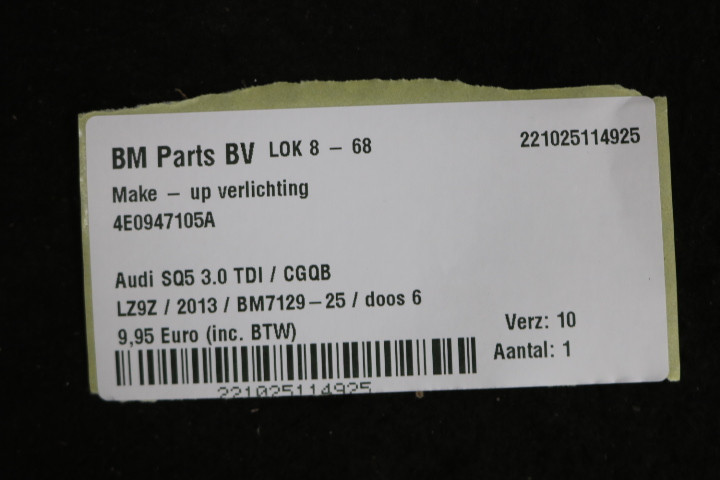 BM Parts BV LOK 8 - 68 221025114925
Make - up verlichting
4E0947105A
Audi SQ5 3.0 TDI / CGQB
LZ9Z / 2013 / BM7129-25 / doos 6
9,95 Euro (inc. BTW)
Verz: 10
Aantal: 1
221025114925